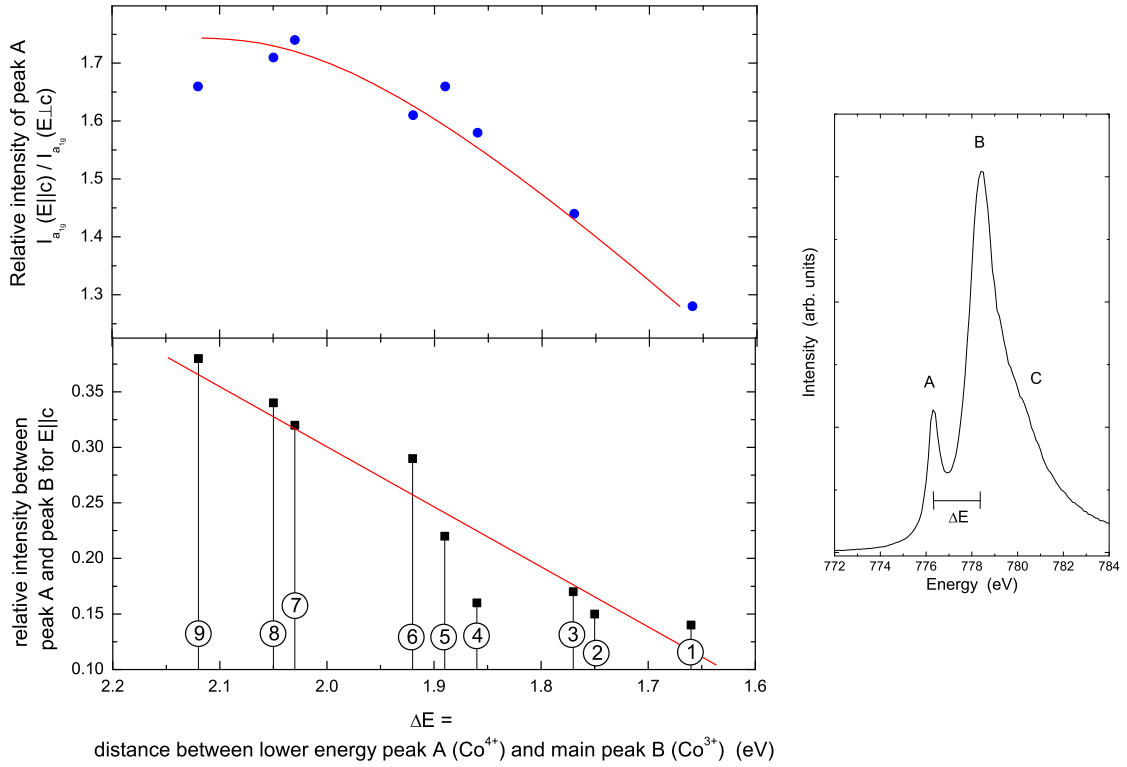 Relative intensity of peak A
I a1g (E||c) / I a1g (E⊥c)
1.7
1.6
1.5
1.4
1.3
relative intensity between
peak A and peak B for E||c
0.35
0.30
0.25
0.20
0.15
0.10
9
8
7
6
5
4
3
2
1
2.2
2.1
2.0
1.9
1.8
1.7
1.6
ΔE =
distance between lower energy peak A (Co⁴⁺) and main peak B (Co³⁺) (eV)
Intensity (arb. units)
B
A
C
ΔE
772
774
776
778
780
782
784
Energy (eV)